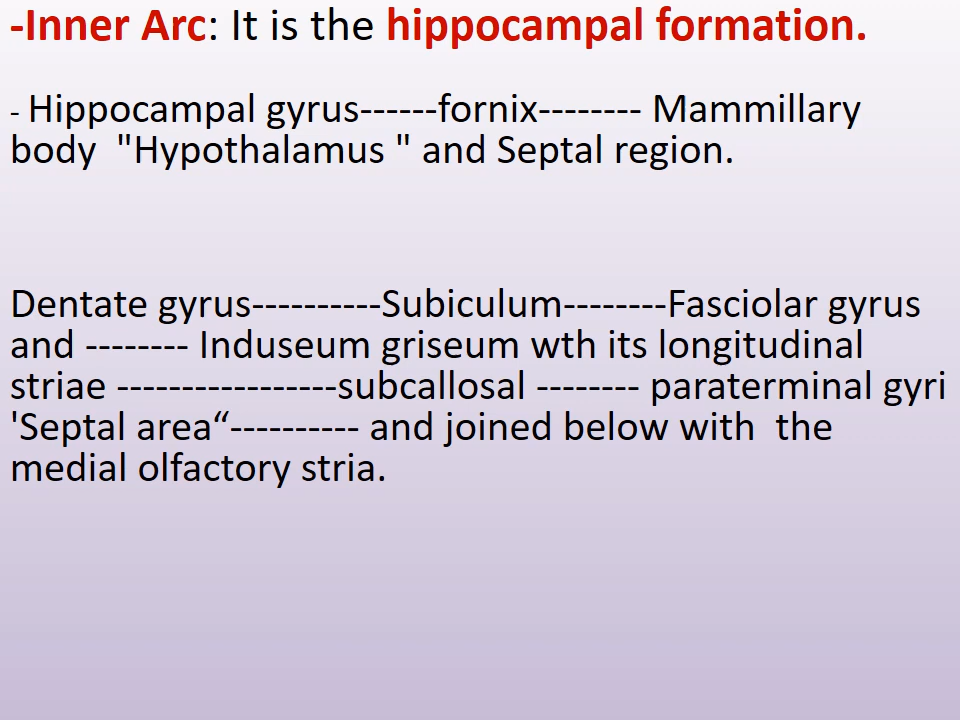 -Inner Arc: It is the hippocampal formation.
- Hippocampal gyrus------fornix-------- Mammillary
body  "Hypothalamus " and Septal region.
Dentate gyrus----------Subiculum--------Fasciolar gyrus
and -------- Induseum griseum wth its longitudinal
striae -----------------subcallosal -------- paraterminal gyri
'Septal area“---------- and joined below with  the
medial olfactory stria.